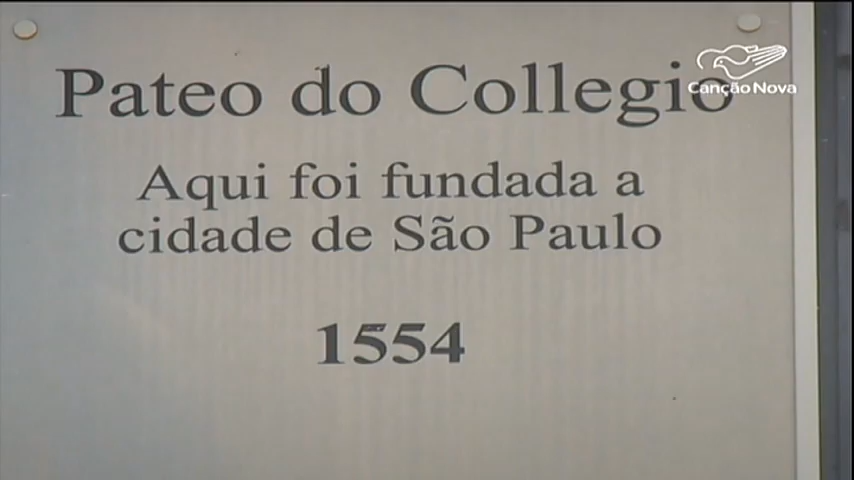 Pateo do Collegio
Canção Nova
Aqui foi fundada a
cidade de São Paulo
1554